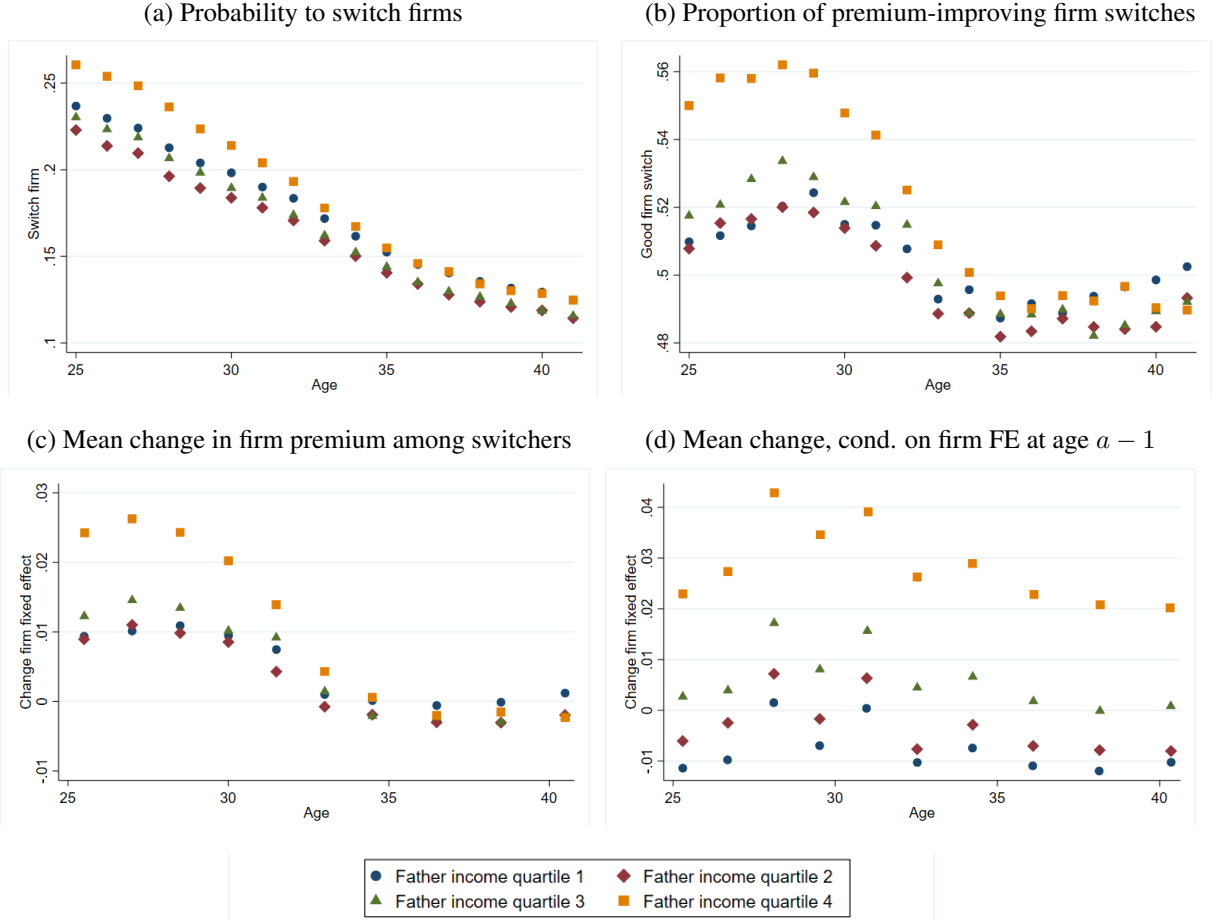 (a) Probability to switch firms
(b) Proportion of premium-improving firm switches
Switch firm
.25
.2
.15
.1
25
30
35
40
Age
Good firm switch
.56
.54
.52
.5
.48
25
30
35
40
Age
(c) Mean change in firm premium among switchers
(d) Mean change, cond. on firm FE at age a − 1
Change firm fixed effect
.03
.02
.01
0
-.01
25
30
35
40
Age
Change firm fixed effect
.04
.03
.02
.01
0
-.01
25
30
35
40
Age
Father income quartile 1
Father income quartile 2
Father income quartile 3
Father income quartile 4